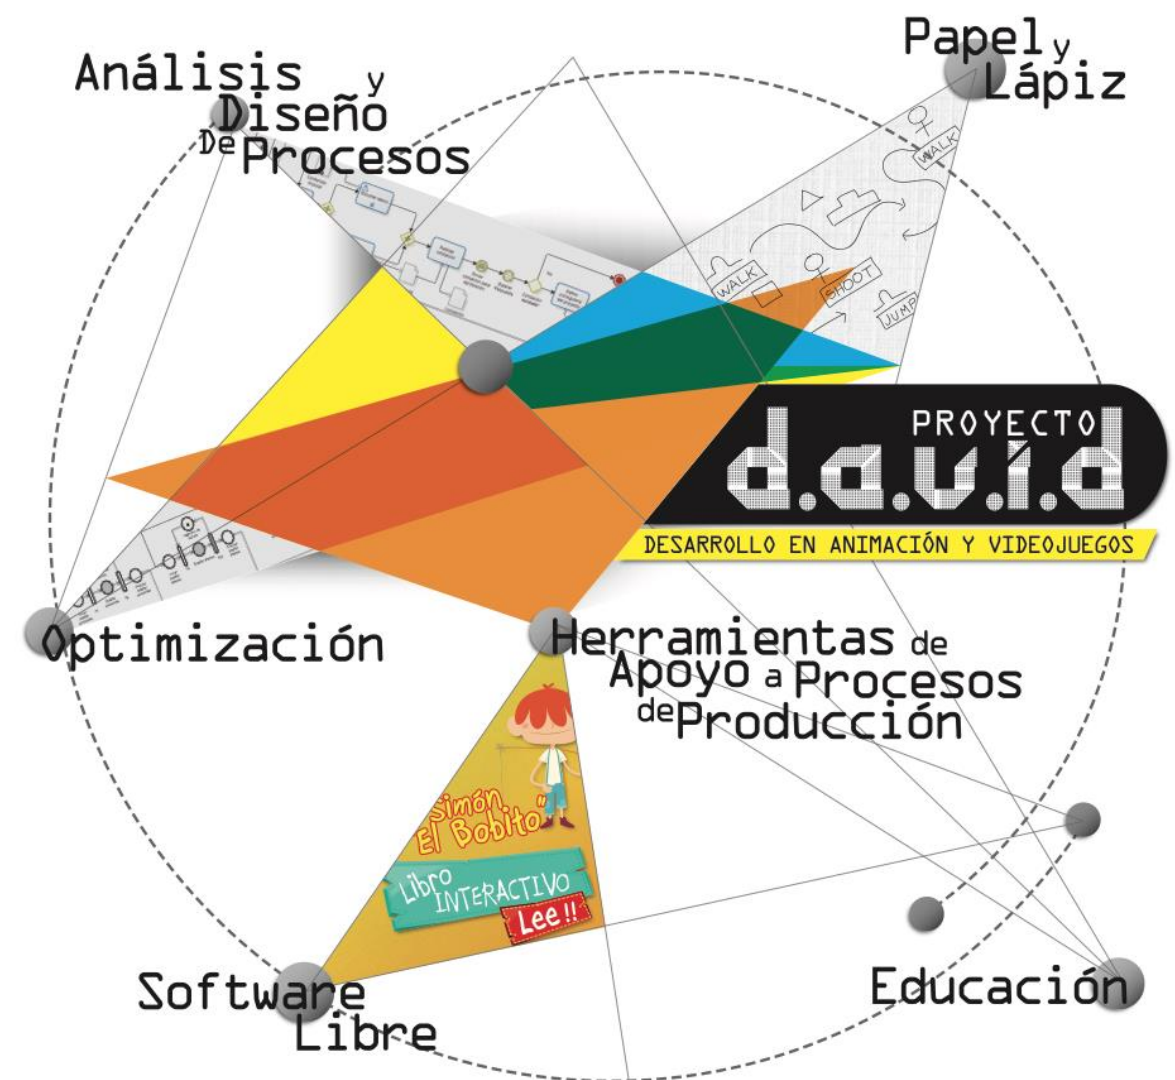 Análisis y
Diseño
De Procesos
Papel y
Lápiz
WALK
WALK
SHOOT
JUMP
PROYECTO
d.a.v.i.d
DESARROLLO EN ANIMACIÓN Y VIDEOJUEGOS
Optimización
Herramientas de
Apoyo a Procesos
de Producción
Simón
"El Bobito"
Libro
INTERACTIVO
Lee !!
Software
Libre
Educación